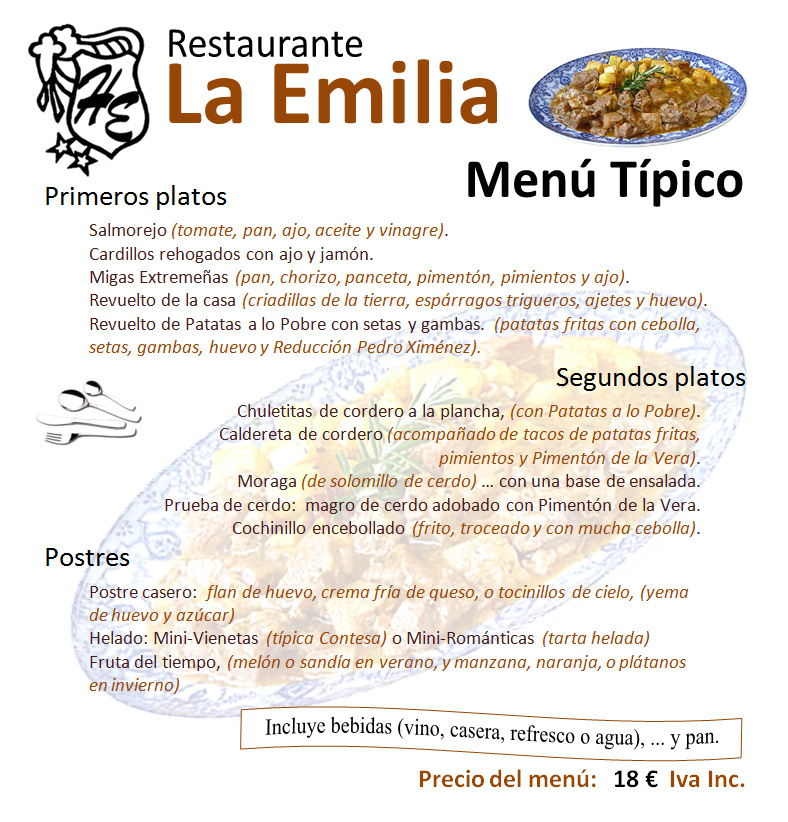 HE
Restaurante
La Emilia
Menú Típico
Primeros platos
Salmorejo (tomate, pan, ajo, aceite y vinagre).
Cardillos rehogados con ajo y jamón.
Migas Extremeñas (pan, chorizo, panceta, pimentón, pimientos y ajo).
Revuelto de la casa (criadillas de la tierra, espárragos trigueros, ajetes y huevo).
Revuelto de Patatas a lo Pobre con setas y gambas. (patatas fritas con cebolla,
setas, gambas, huevo y Reducción Pedro Ximénez).
Segundos platos
Chuletitas de cordero a la plancha, (con Patatas a lo Pobre).
Caldereta de cordero (acompañado de tacos de patatas fritas,
pimientos y Pimentón de la Vera).
Moraga (de solomillo de cerdo) ... con una base de ensalada.
Prueba de cerdo: magro de cerdo adobado con Pimentón de la Vera.
Cochinillo encebollado (frito, troceado y con mucha cebolla).
Postres
Postre casero: flan de huevo, crema fría de queso, o tocinillos de cielo, (yema
de huevo y azúcar)
Helado: Mini-Vienetas (típica Contesa) o Mini-Románticas (tarta helada)
Fruta del tiempo, (melón o sandía en verano, y manzana, naranja, o plátanos
en invierno)
Incluye bebidas (vino, casera, refresco o agua), ... y pan.
Precio del menú: 18 € Iva Inc.